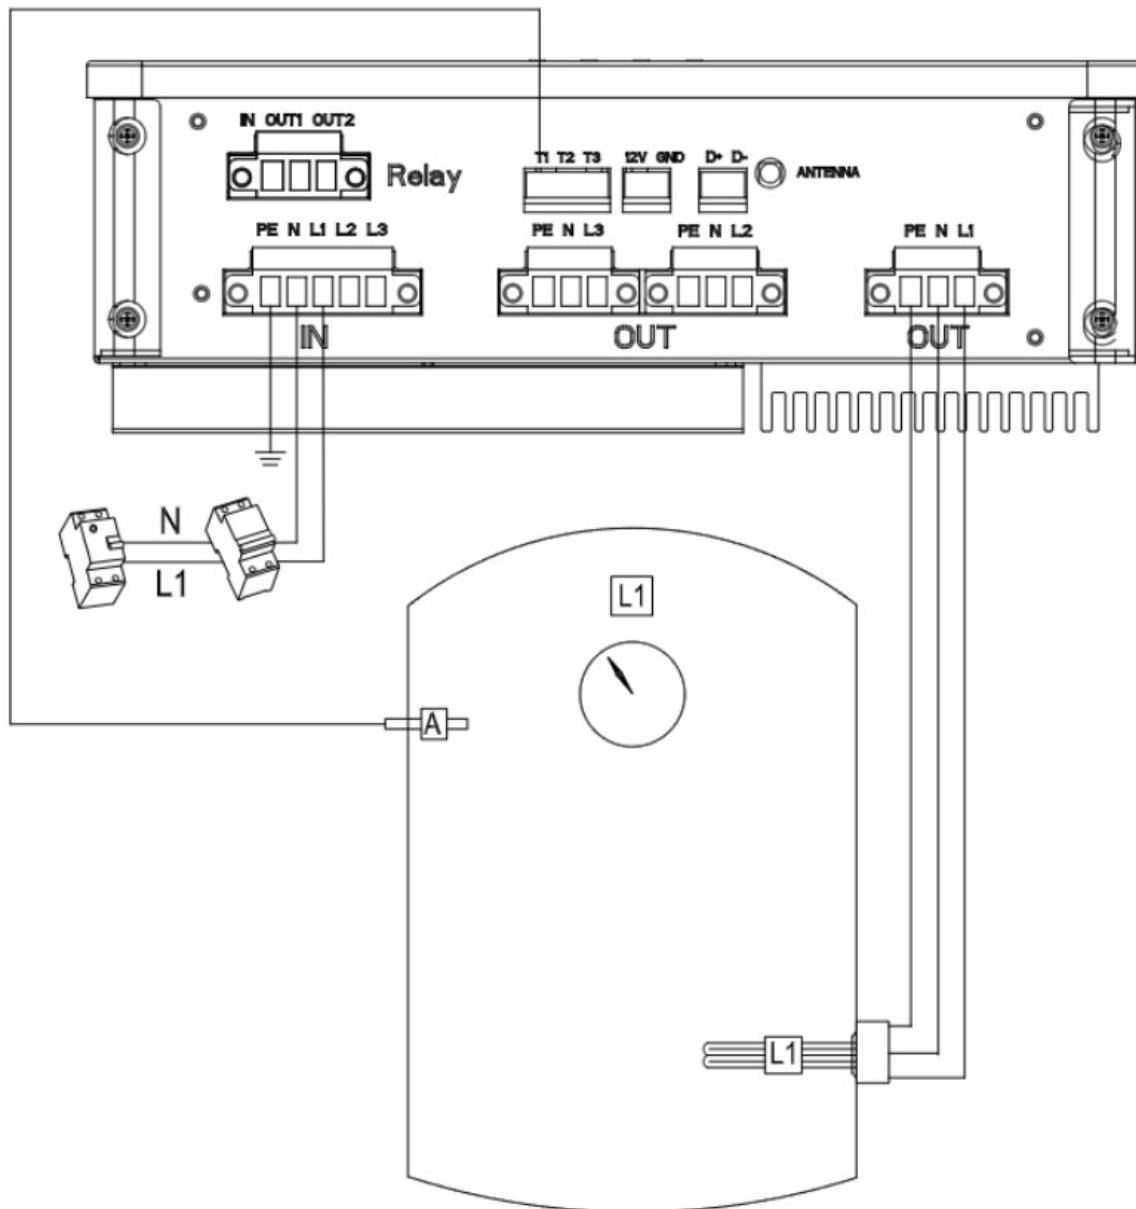 IN OUT1 OUT2
Relay
T1 T2 T3
12V GND
D+ D-
ANTENNA
PE N L1 L2 L3
IN
PE N L3
PE N L2
OUT
PE N L1
OUT
N
L1
L1
A
L1